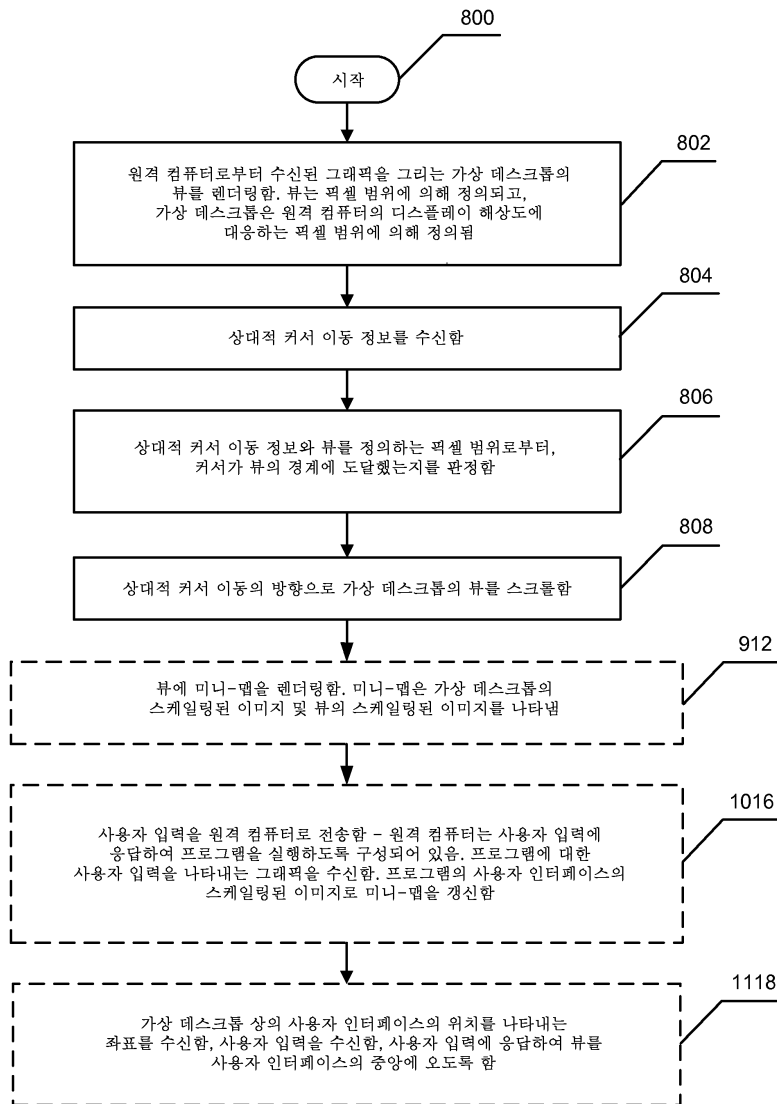 800
시작
802
원격 컴퓨터로부터 수신된 그래픽을 그리는 가상 데스크톱의
뷰를 렌더링함. 뷰는 픽셀 범위에 의해 정의되고,
가상 데스크톱은 원격 컴퓨터의 디스플레이 해상도에
대응하는 픽셀 범위에 의해 정의됨
804
상대적 커서 이동 정보를 수신함
806
상대적 커서 이동 정보와 뷰를 정의하는 픽셀 범위로부터,
커서가 뷰의 경계에 도달했는지를 판정함
808
상대적 커서 이동의 방향으로 가상 데스크톱의 뷰를 스크롤함
912
뷰에 미니-맵을 렌더링함. 미니-맵은 가상 데스크톱의
스케일링된 이미지 및 뷰의 스케일링된 이미지를 나타냄
1016
사용자 입력을 원격 컴퓨터로 전송함 – 원격 컴퓨터는 사용자 입력에
응답하여 프로그램을 실행하도록 구성되어 있음. 프로그램에 대한
사용자 입력을 나타내는 그래픽을 수신함. 프로그램의 사용자 인터페이스의
스케일링된 이미지로 미니-맵을 갱신함
1118
가상 데스크톱 상의 사용자 인터페이스의 위치를 나타내는
좌표를 수신함, 사용자 입력을 수신함, 사용자 입력에 응답하여 뷰를
사용자 인터페이스의 중앙에 오도록 함